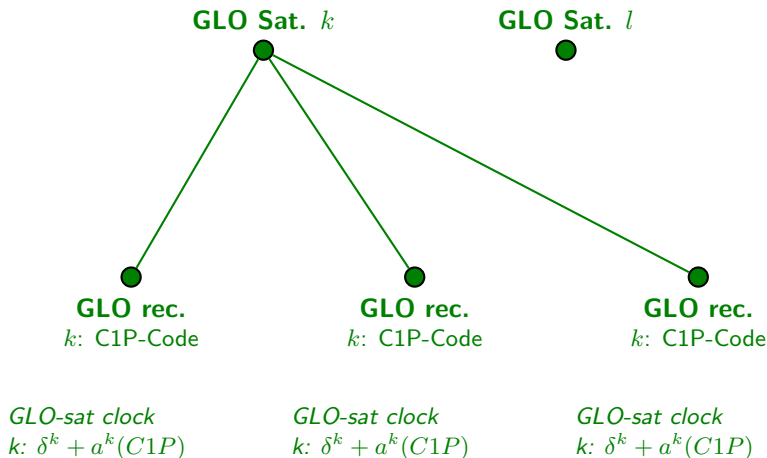 GLO Sat. k GLO Sat. l
GLO rec. GLO rec. GLO rec.
k: C1P-Code k: C1P-Code k: C1P-Code
GLO-sat clock GLO-sat clock GLO-sat clock
k: δ^k + a^k(C1P) k: δ^k + a^k(C1P) k: δ^k + a^k(C1P)